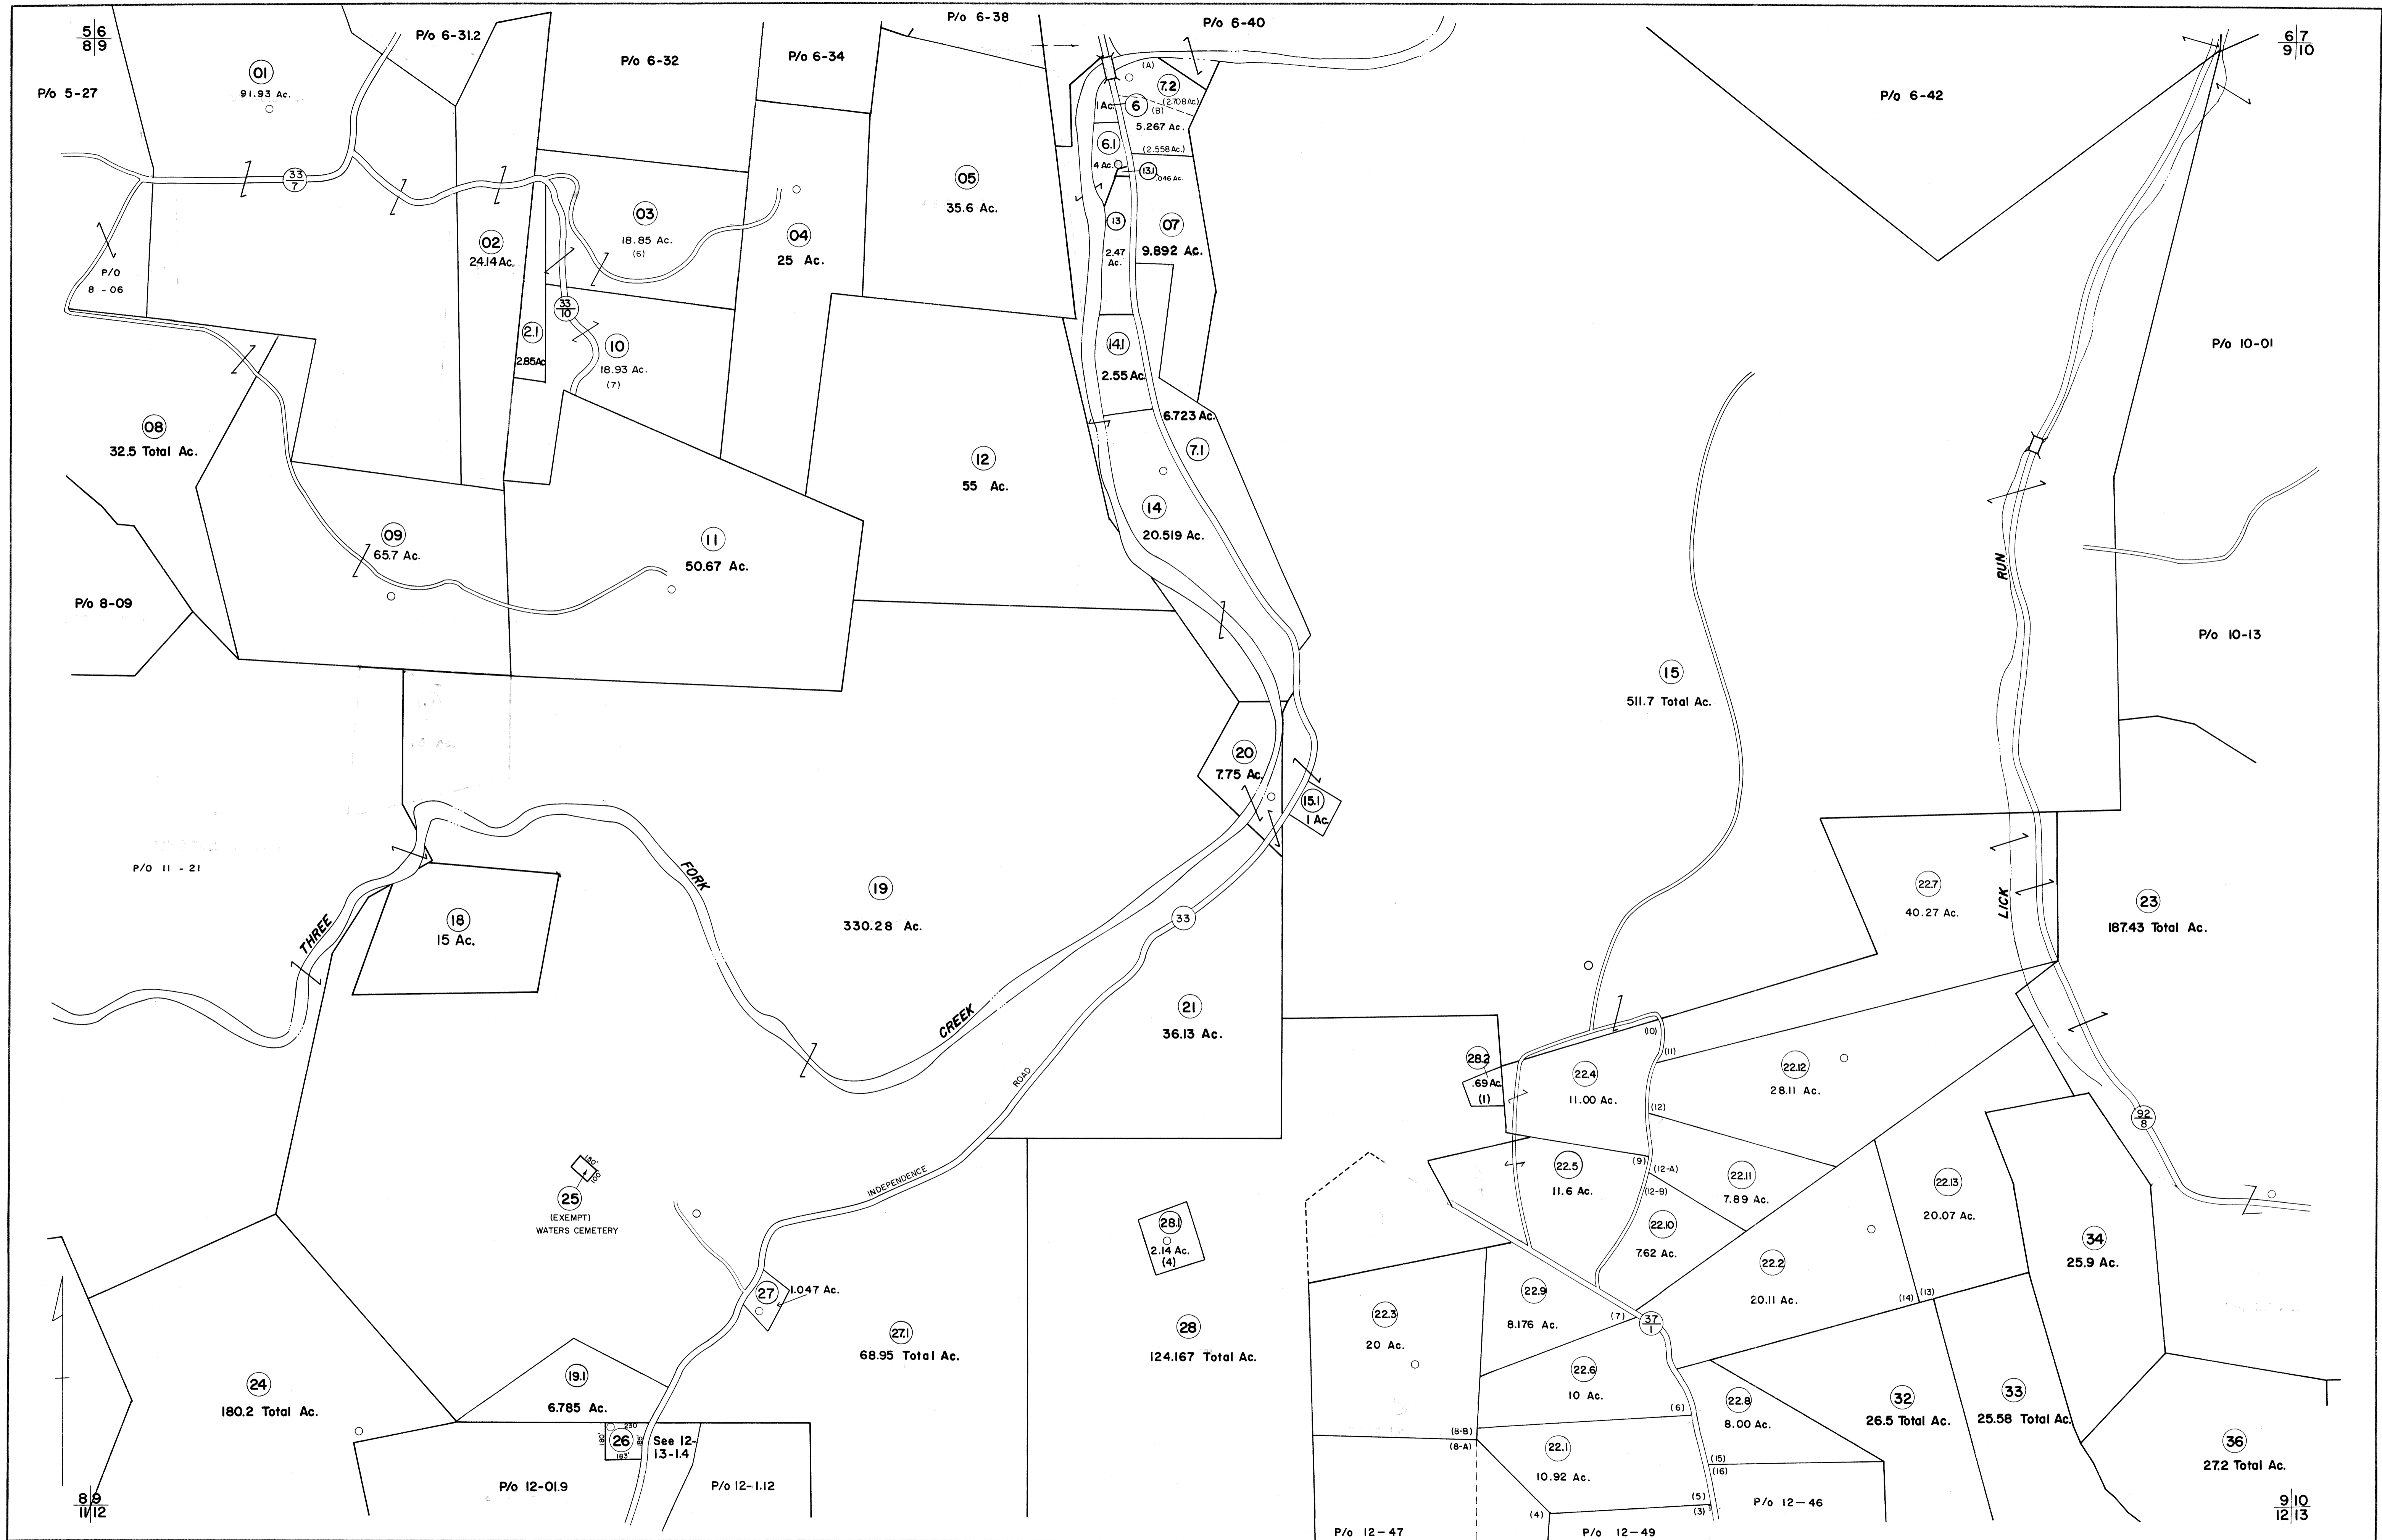 5 6
8 9
P/o 6-38
P/o 6-40
6 7
9 10
P/o 6-31.2
P/o 6-32
P/o 6-34
P/o 5-27
01
91.93 Ac.
P/o 6-42
(A)
7.2
(2.708 Ac.)
1 Ac.
6
(B)
5.267 Ac.
6.1
(2.558 Ac.)
4 Ac.
13.1
.046 Ac.
33
7
05
35.6 Ac.
03
18.85 Ac.
(6)
02
24.14 Ac.
04
25 Ac.
13
2.47
Ac.
07
9.892 Ac.
P/O
8 - 06
33
10
2.1
2.85 Ac
10
18.93 Ac.
(7)
14.1
2.55 Ac.
P/o 10-01
6.723 Ac.
7.1
08
32.5 Total Ac.
12
55 Ac.
14
20.519 Ac.
09
65.7 Ac.
11
50.67 Ac.
RUN
P/o 8-09
P/o 10-13
15
511.7 Total Ac.
20
7.75 Ac.
15.1
1 Ac.
P/O 11 - 21
FORK
19
330.28 Ac.
22.7
40.27 Ac.
LICK
23
187.43 Total Ac.
THREE
18
15 Ac.
33
CREEK
21
36.13 Ac.
(10)
(11)
28.2
.69 Ac.
(1)
22.4
11.00 Ac.
22.12
28.11 Ac.
ROAD
(12)
92
8
180'
100'
25
(EXEMPT)
WATERS CEMETERY
INDEPENDENCE
(9)
22.5
11.6 Ac.
(12-A)
(12-B)
22.11
7.89 Ac.
22.13
20.07 Ac.
28.1
2.14 Ac.
(4)
22.10
7.62 Ac.
34
25.9 Ac.
27
1.047 Ac.
22.2
20.11 Ac.
(14)
(13)
22.9
8.176 Ac.
(7)
37
1
22.3
20 Ac.
27.1
68.95 Total Ac.
28
124.167 Total Ac.
22.6
10 Ac.
(6)
19.1
6.785 Ac.
24
180.2 Total Ac.
22.8
8.00 Ac.
32
26.5 Total Ac.
33
25.58 Total Ac.
230'
180'
26
185'
183'
See 12-
13-1.4
(8-B)
(8-A)
22.1
10.92 Ac.
(15)
(16)
36
27.2 Total Ac.
P/o 12-01.9
P/o 12-1.12
(5)
(3)
(4)
P/o 12-46
8 9
11 12
9 10
12 13
P/o 12-47
P/o 12-49